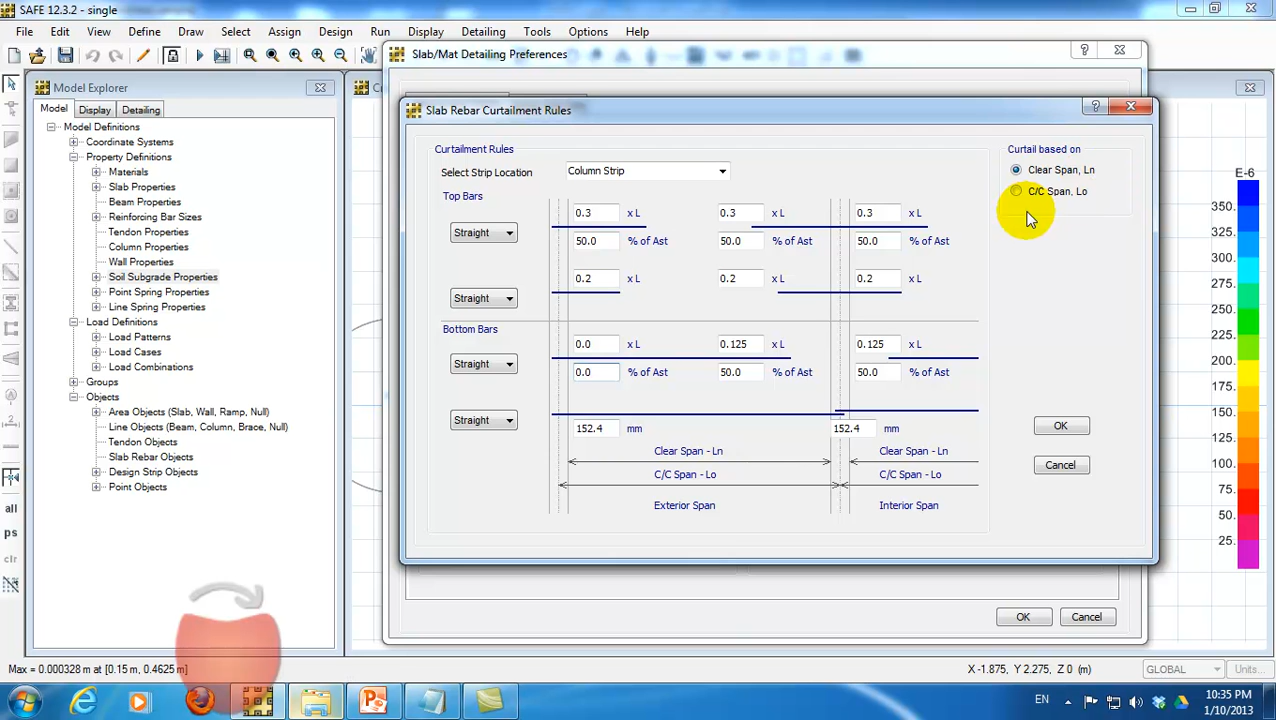 SAFE 12.3.2 - single
File Edit View Define Draw Select Assign Design Run Display Detailing Tools Options Help
Slab/Mat Detailing Preferences
Model Explorer
Model Display Detailing
Model Definitions
Coordinate Systems
Property Definitions
Materials
Slab Properties
Beam Properties
Reinforcing Bar Sizes
Tendon Properties
Column Properties
Wall Properties
Soil Subgrade Properties
Point Spring Properties
Line Spring Properties
Load Definitions
Load Patterns
Load Cases
Load Combinations
Groups
Objects
Area Objects (Slab, Wall, Ramp, Null)
Line Objects (Beam, Column, Brace, Null)
Tendon Objects
Slab Rebar Objects
Design Strip Objects
Point Objects
all
ps
clr
Slab Rebar Curtailment Rules
Curtailment Rules
Select Strip Location Column Strip
Top Bars
Straight
0.3 x L 0.3 x L 0.3 x L
50.0 % of Ast 50.0 % of Ast 50.0 % of Ast
Straight
0.2 x L 0.2 x L 0.2 x L
Bottom Bars
Straight
0.0 x L 0.125 x L 0.125 x L
0.0 % of Ast 50.0 % of Ast 50.0 % of Ast
Straight
152.4 mm 152.4 mm
Clear Span - Ln Clear Span - Ln
C/C Span - Lo C/C Span - Lo
Exterior Span Interior Span
Curtail based on
Clear Span, Ln
C/C Span, Lo
OK
Cancel
OK Cancel
E-6
350.
325.
300.
275.
250.
225.
200.
175.
150.
125.
100.
75.
50.
25.
Max = 0.000328 m at [0.15 m, 0.4625 m]
X -1.875, Y 2.275, Z 0 (m)
GLOBAL
Units...
EN
10:35 PM
1/10/2013